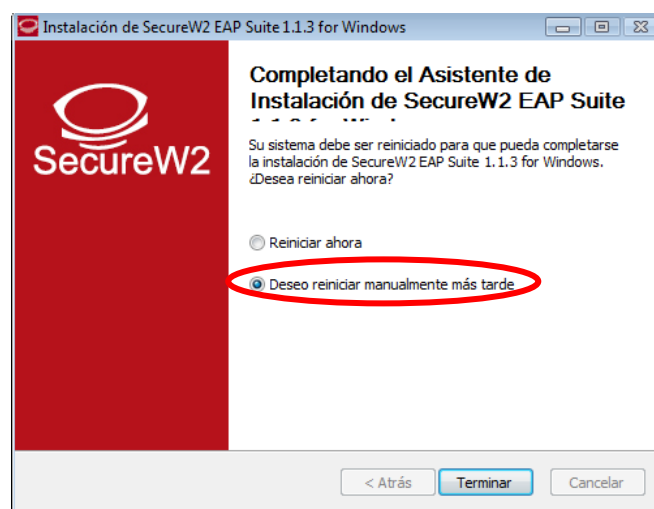 Instalación de SecureW2 EAP Suite 1.1.3 for Windows
SecureW2
Completando el Asistente de
Instalación de SecureW2 EAP Suite
Su sistema debe ser reiniciado para que pueda completarse
la instalación de SecureW2 EAP Suite 1.1.3 for Windows.
¿Desea reiniciar ahora?
Reiniciar ahora
Deseo reiniciar manualmente más tarde
< Atrás
Terminar
Cancelar